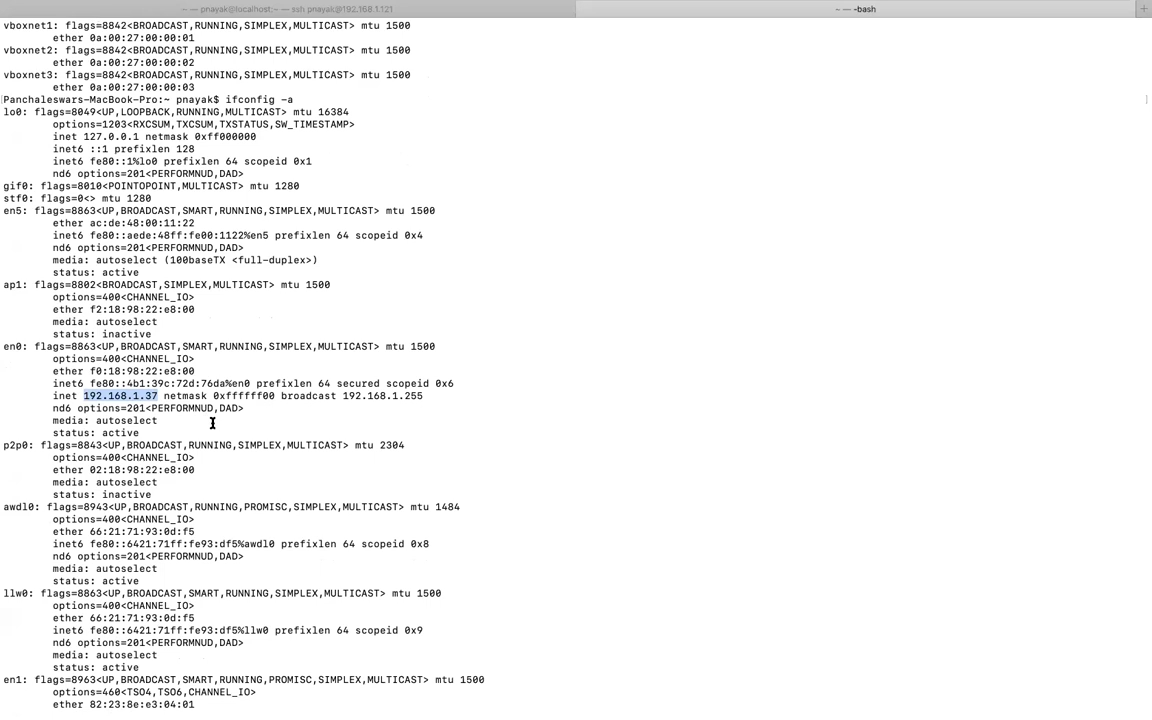 ~ — pnayak@localhost:~ — ssh pnayak@192.168.1.121
~ — -bash
+
vboxnet1: flags=8842<BROADCAST,RUNNING,SIMPLEX,MULTICAST> mtu 1500
ether 0a:00:27:00:00:01
vboxnet2: flags=8842<BROADCAST,RUNNING,SIMPLEX,MULTICAST> mtu 1500
ether 0a:00:27:00:00:02
vboxnet3: flags=8842<BROADCAST,RUNNING,SIMPLEX,MULTICAST> mtu 1500
ether 0a:00:27:00:00:03
[Panchaleswars-MacBook-Pro:~ pnayak$ ifconfig -a ]
lo0: flags=8049<UP,LOOPBACK,RUNNING,MULTICAST> mtu 16384
options=1203<RXCSUM,TXCSUM,TXSTATUS,SW_TIMESTAMP>
inet 127.0.0.1 netmask 0xff000000
inet6 ::1 prefixlen 128
inet6 fe80::1%lo0 prefixlen 64 scopeid 0x1
nd6 options=201<PERFORMNUD,DAD>
gif0: flags=8010<POINTOPOINT,MULTICAST> mtu 1280
stf0: flags=0<> mtu 1280
en5: flags=8863<UP,BROADCAST,SMART,RUNNING,SIMPLEX,MULTICAST> mtu 1500
ether ac:de:48:00:11:22
inet6 fe80::aede:48ff:fe00:1122%en5 prefixlen 64 scopeid 0x4
nd6 options=201<PERFORMNUD,DAD>
media: autoselect (100baseTX <full-duplex>)
status: active
ap1: flags=8802<BROADCAST,SIMPLEX,MULTICAST> mtu 1500
options=400<CHANNEL_IO>
ether f2:18:98:22:e8:00
media: autoselect
status: inactive
en0: flags=8863<UP,BROADCAST,SMART,RUNNING,SIMPLEX,MULTICAST> mtu 1500
options=400<CHANNEL_IO>
ether f0:18:98:22:e8:00
inet6 fe80::4b1:39c:72d:76da%en0 prefixlen 64 secured scopeid 0x6
inet 192.168.1.37 netmask 0xffffff00 broadcast 192.168.1.255
nd6 options=201<PERFORMNUD,DAD>
media: autoselect
status: active
p2p0: flags=8843<UP,BROADCAST,RUNNING,SIMPLEX,MULTICAST> mtu 2304
options=400<CHANNEL_IO>
ether 02:18:98:22:e8:00
media: autoselect
status: inactive
awdl0: flags=8943<UP,BROADCAST,RUNNING,PROMISC,SIMPLEX,MULTICAST> mtu 1484
options=400<CHANNEL_IO>
ether 66:21:71:93:0d:f5
inet6 fe80::6421:71ff:fe93:df5%awdl0 prefixlen 64 scopeid 0x8
nd6 options=201<PERFORMNUD,DAD>
media: autoselect
status: active
llw0: flags=8863<UP,BROADCAST,SMART,RUNNING,SIMPLEX,MULTICAST> mtu 1500
options=400<CHANNEL_IO>
ether 66:21:71:93:0d:f5
inet6 fe80::6421:71ff:fe93:df5%llw0 prefixlen 64 scopeid 0x9
nd6 options=201<PERFORMNUD,DAD>
media: autoselect
status: active
en1: flags=8963<UP,BROADCAST,SMART,RUNNING,PROMISC,SIMPLEX,MULTICAST> mtu 1500
options=460<TSO4,TSO6,CHANNEL_IO>
ether 82:23:8e:e3:04:01